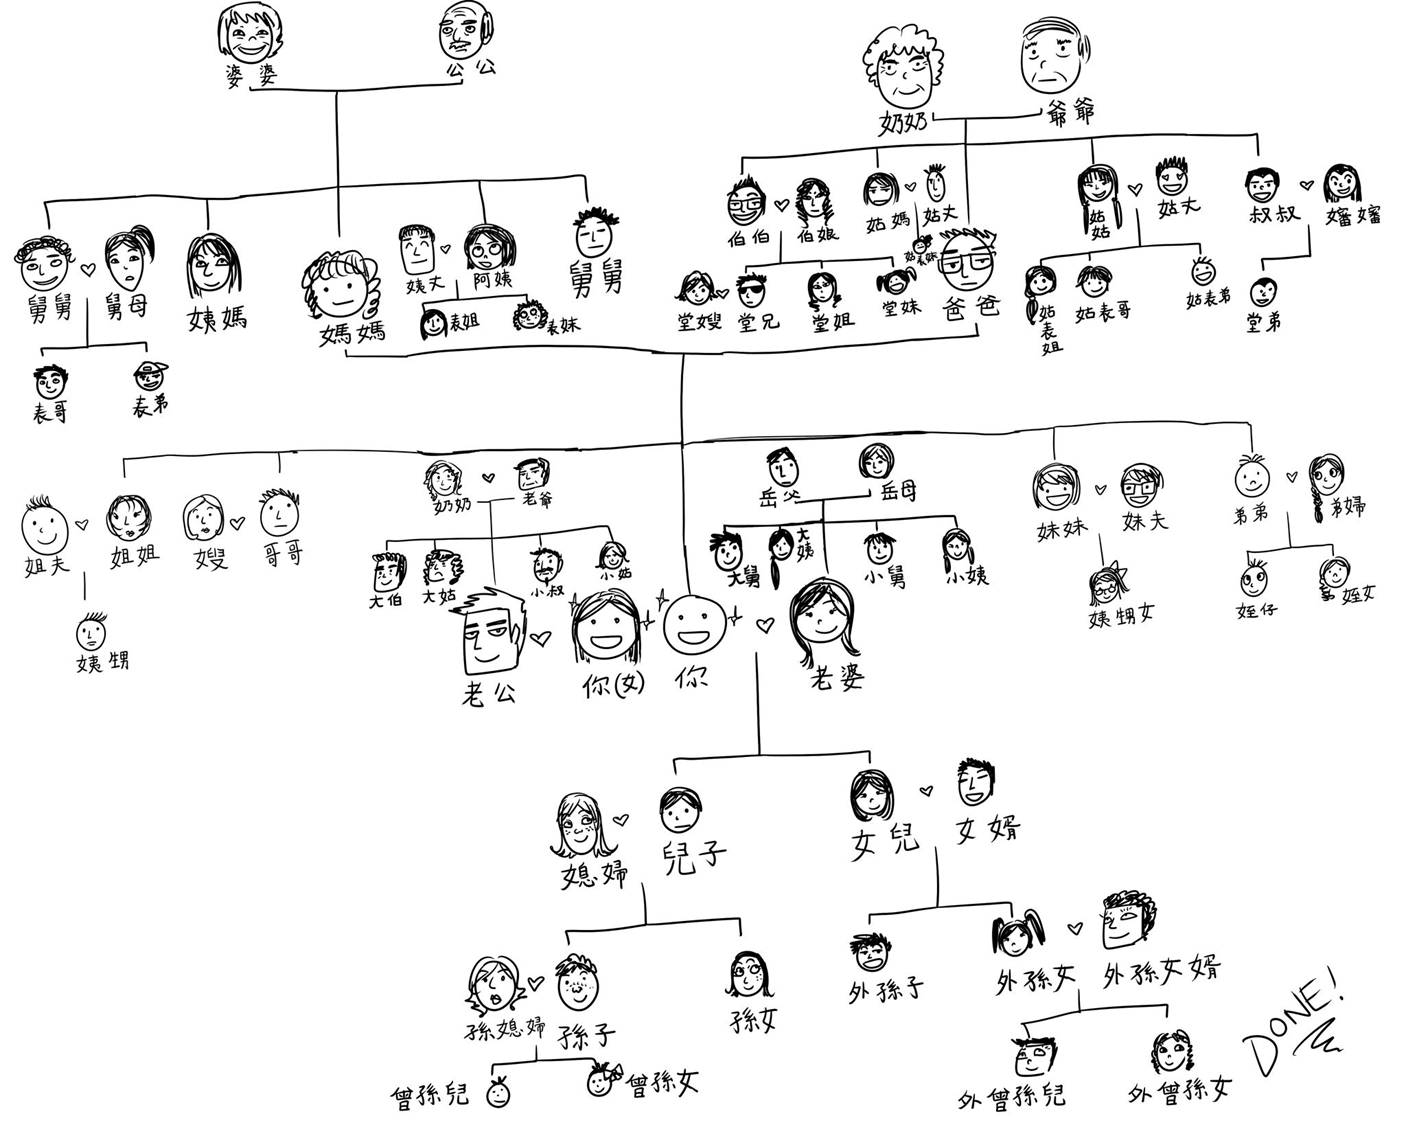 婆婆
公公
奶奶
爺爺
伯伯
伯娘
姑媽
姑丈
姑姑
姑丈
叔叔
嬸嬸
舅舅
舅母
姨媽
媽媽
姨丈
阿姨
舅舅
姑表妹
爸爸
表姐
表妹
堂嫂
堂兄
堂姐
堂妹
姑表姐
姑表哥
姑表弟
堂弟
表哥
表弟
奶奶
老爺
岳父
岳母
姐夫
姐姐
嫂
哥哥
大伯
大姑
小叔
小姑
大舅
大姨
小舅
小姨
妹妹
妹夫
弟弟
弟婦
姨甥
老公
你(女)
你
老婆
姨甥女
姪仔
姪女
媳婦
兒子
女兒
女婿
孫媳婦
孫子
孫女
外孫子
外孫女
外孫女婿
曾孫兒
曾孫女
外曾孫兒
外曾孫女
DONE!